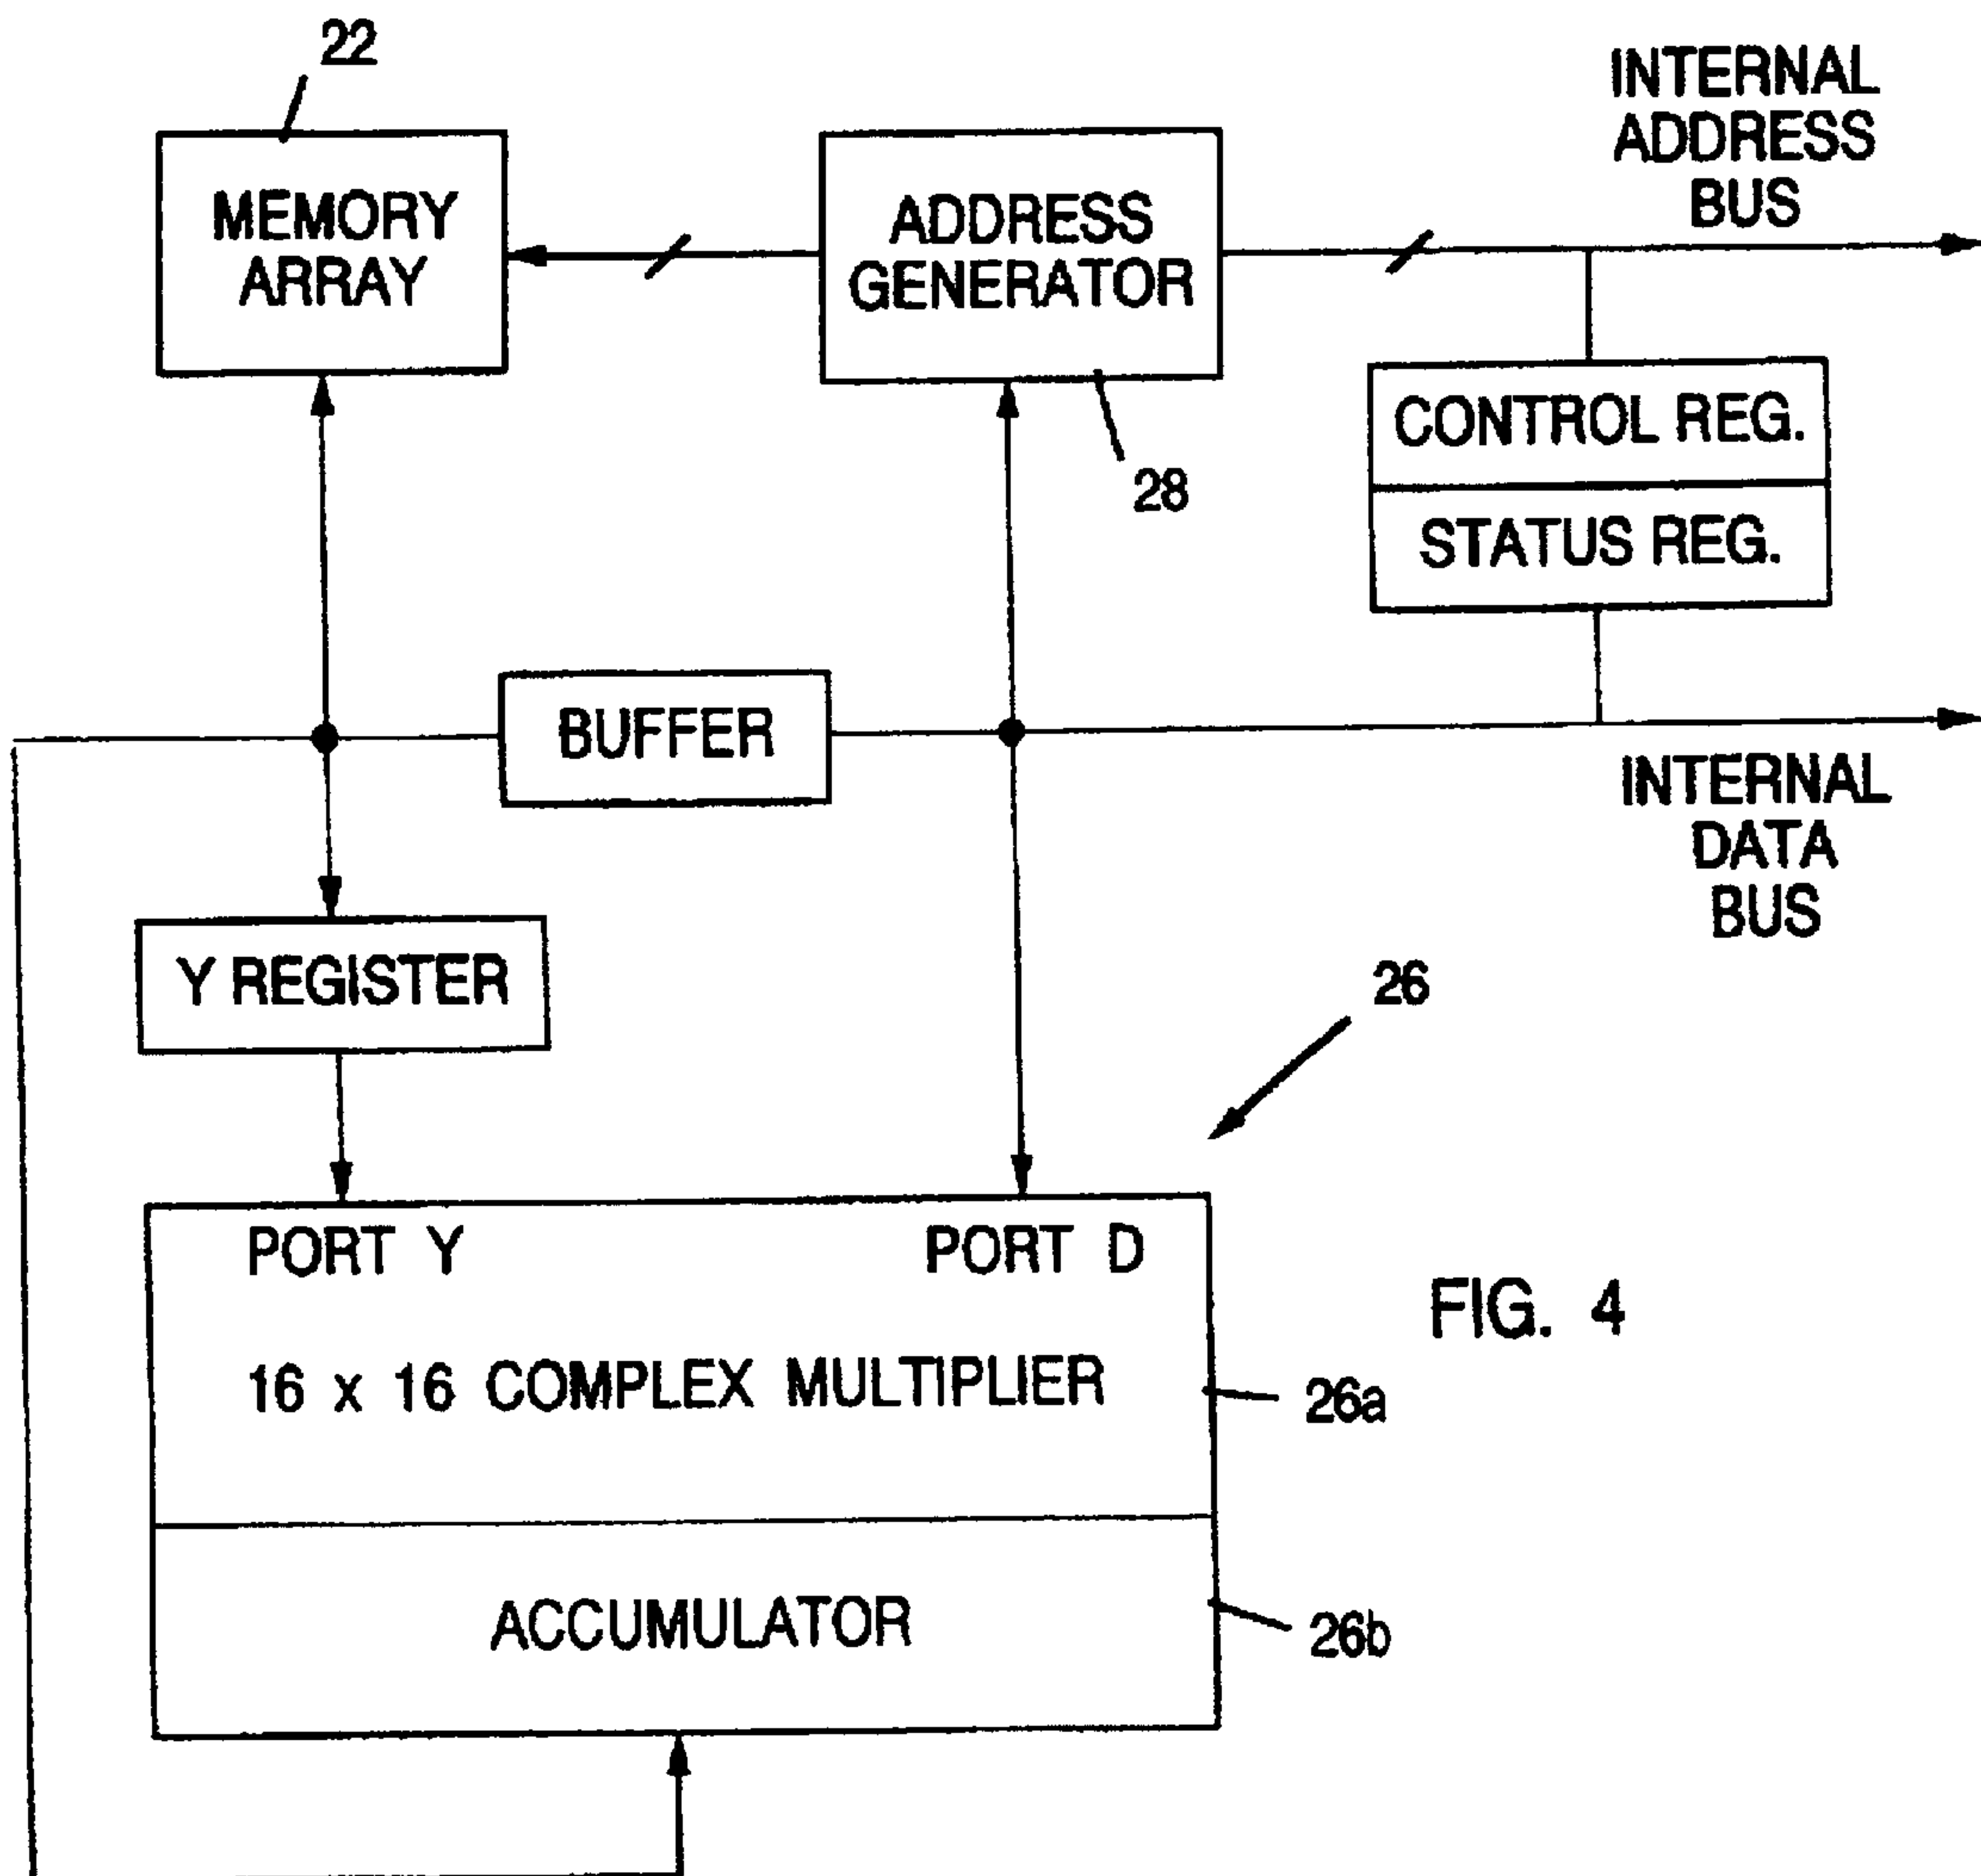 22
INTERNAL
ADDRESS
BUS
MEMORY
ARRAY
ADDRESS
GENERATOR
CONTROL REG.
28
STATUS REG.
BUFFER
INTERNAL
DATA
BUS
Y REGISTER
26
PORT Y
PORT D
FIG. 4
16 x 16 COMPLEX MULTIPLIER
26a
ACCUMULATOR
26b